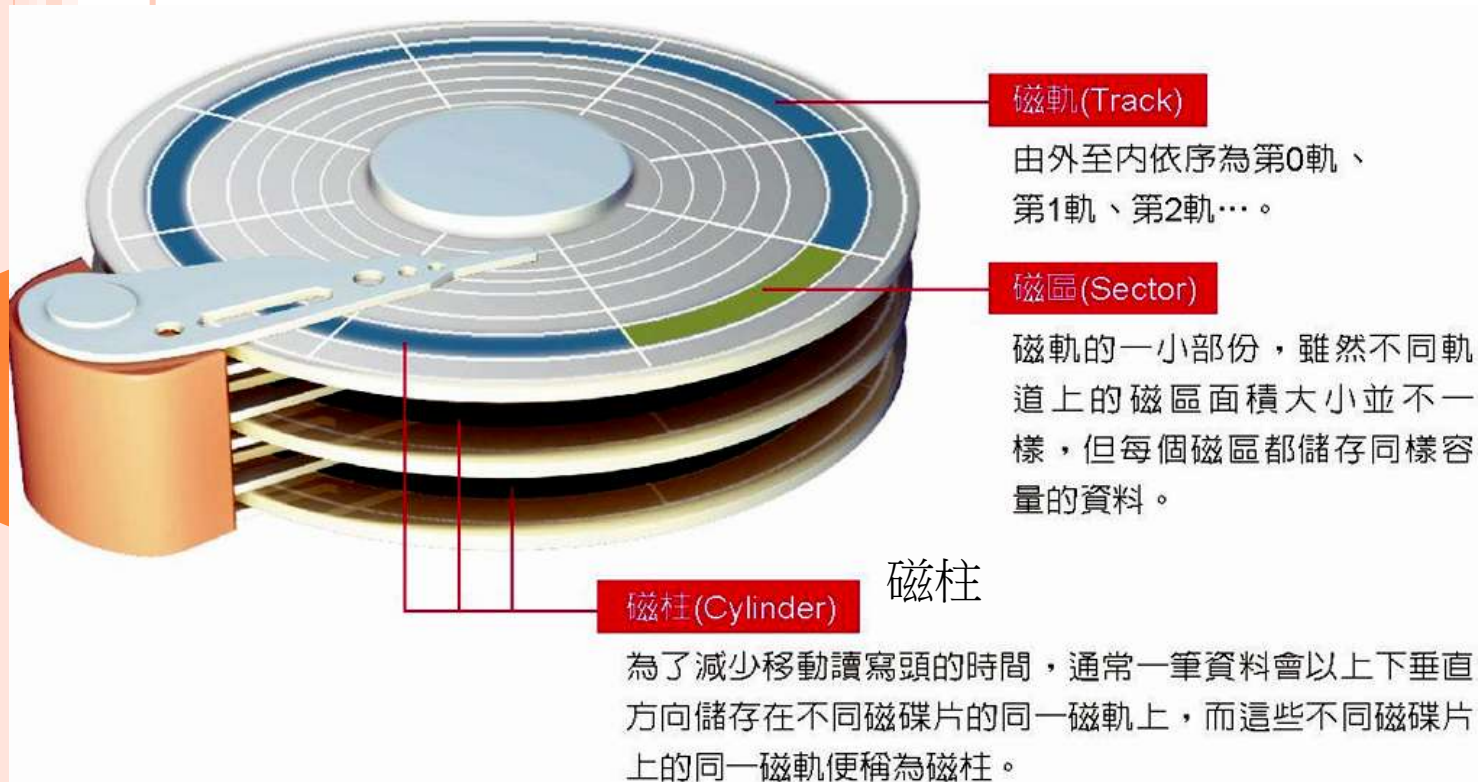 磁軌(Track)
由外至內依序為第0軌、
第1軌、第2軌…。
磁區(Sector)
磁軌的一小部份，雖然不同軌
道上的磁區面積大小並不一
樣，但每個磁區都儲存同樣容
量的資料。
磁柱
磁柱(Cylinder)
為了減少移動讀寫頭的時間，通常一筆資料會以上下垂直
方向儲存在不同磁碟片的同一磁軌上，而這些不同磁碟片
上的同一磁軌便稱為磁柱。